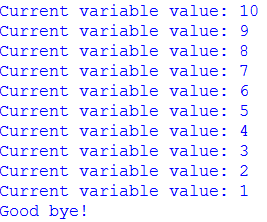 Current variable value: 10
Current variable value: 9
Current variable value: 8
Current variable value: 7
Current variable value: 6
Current variable value: 5
Current variable value: 4
Current variable value: 3
Current variable value: 2
Current variable value: 1
Good bye!